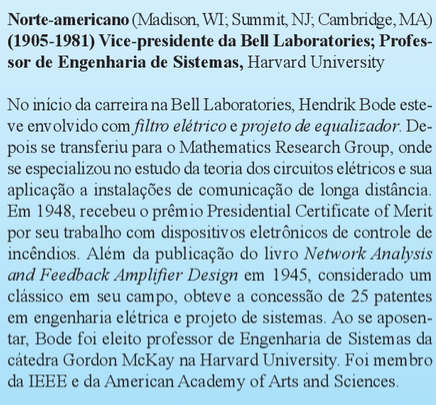 Norte-americano (Madison, WI; Summit, NJ; Cambridge, MA)
(1905-1981) Vice-presidente da Bell Laboratories; Profes-
sor de Engenharia de Sistemas, Harvard University
No início da carreira na Bell Laboratories, Hendrik Bode este-
ve envolvido com filtro elétrico e projeto de equalizador. De-
pois se transferiu para o Mathematics Research Group, onde
se especializou no estudo da teoria dos circuitos elétricos e sua
aplicação a instalações de comunicação de longa distância.
Em 1948, recebeu o prêmio Presidential Certificate of Merit
por seu trabalho com dispositivos eletrônicos de controle de
incêndios. Além da publicação do livro Network Analysis
and Feedback Amplifier Design em 1945, considerado um
clássico em seu campo, obteve a concessão de 25 patentes
em engenharia elétrica e projeto de sistemas. Ao se aposen-
tar, Bode foi eleito professor de Engenharia de Sistemas da
cátedra Gordon McKay na Harvard University. Foi membro
da IEEE e da American Academy of Arts and Sciences.